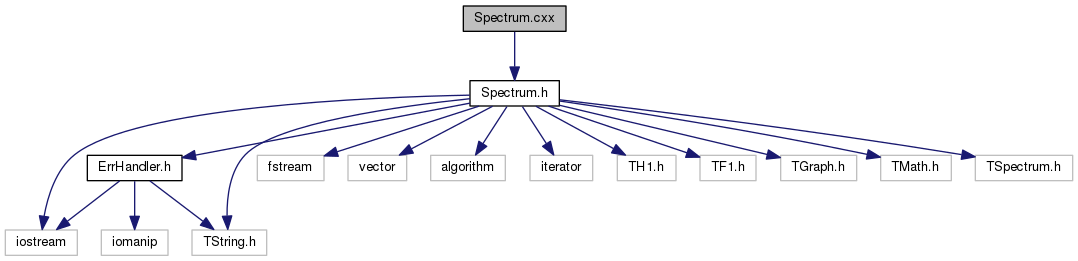 Spectrum.cxx
Spectrum.h
ErrHandler.h
fstream
vector
algorithm
iterator
TH1.h
TF1.h
TGraph.h
TMath.h
TSpectrum.h
iostream
iomanip
TString.h